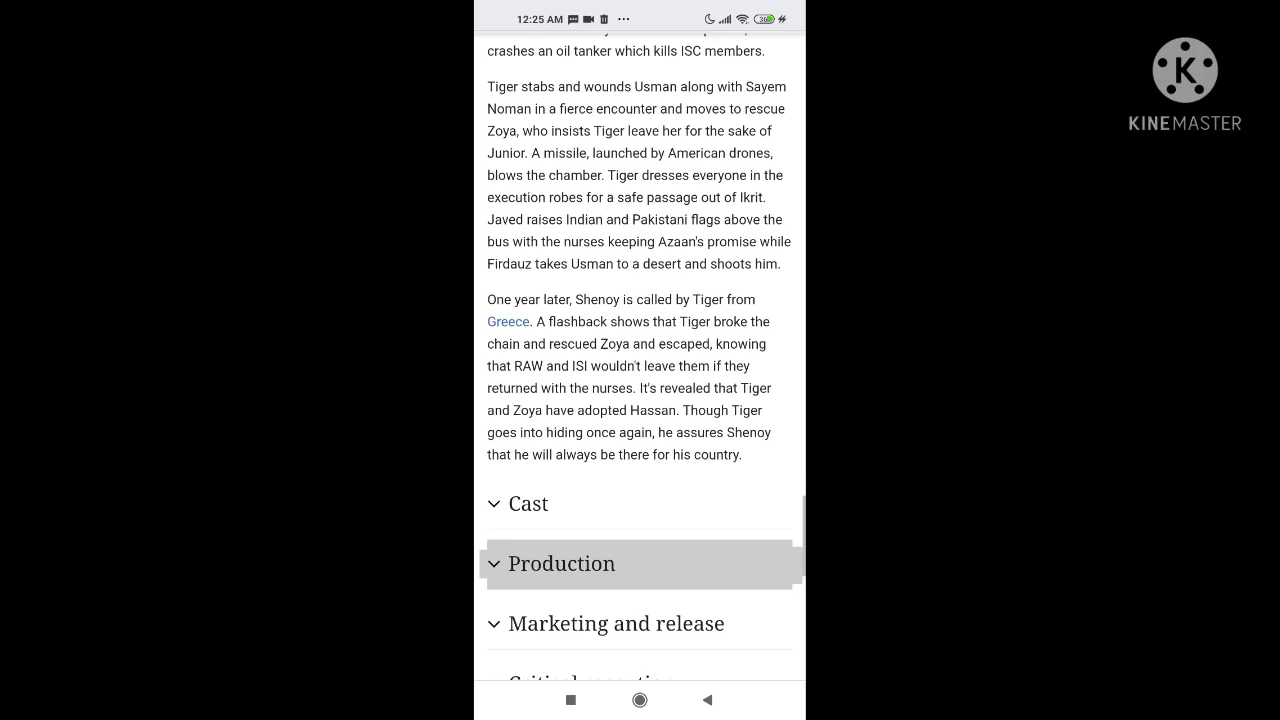 12:25 AM
36
crashes an oil tanker which kills ISC members.
Tiger stabs and wounds Usman along with Sayem
Noman in a fierce encounter and moves to rescue
Zoya, who insists Tiger leave her for the sake of
Junior. A missile, launched by American drones,
blows the chamber. Tiger dresses everyone in the
execution robes for a safe passage out of Ikrit.
Javed raises Indian and Pakistani flags above the
bus with the nurses keeping Azaan's promise while
Firdauz takes Usman to a desert and shoots him.
One year later, Shenoy is called by Tiger from
Greece. A flashback shows that Tiger broke the
chain and rescued Zoya and escaped, knowing
that RAW and ISI wouldn't leave them if they
returned with the nurses. It's revealed that Tiger
and Zoya have adopted Hassan. Though Tiger
goes into hiding once again, he assures Shenoy
that he will always be there for his country.
Cast
Production
Marketing and release
K
KINEMASTER